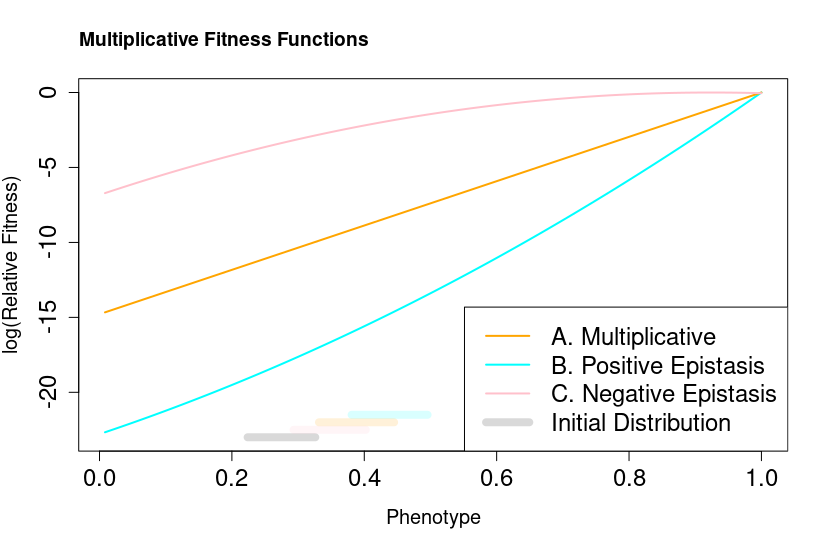 Multiplicative Fitness Functions
log(Relative Fitness)
0
-5
-10
-15
-20
A. Multiplicative
B. Positive Epistasis
C. Negative Epistasis
Initial Distribution
0.0 0.2 0.4 0.6 0.8 1.0
Phenotype